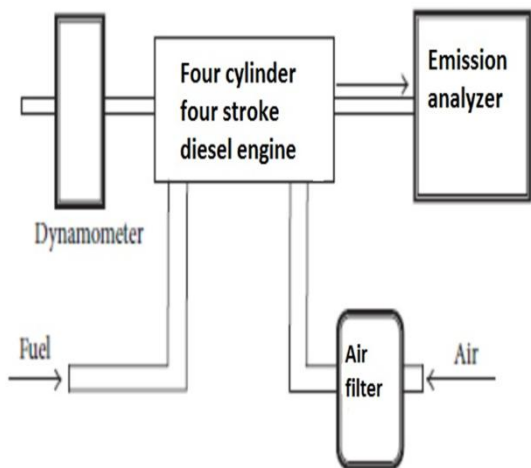 Four cylinder
four stroke
diesel engine
Emission
analyzer
Dynamometer
Fuel
Air
filter
Air